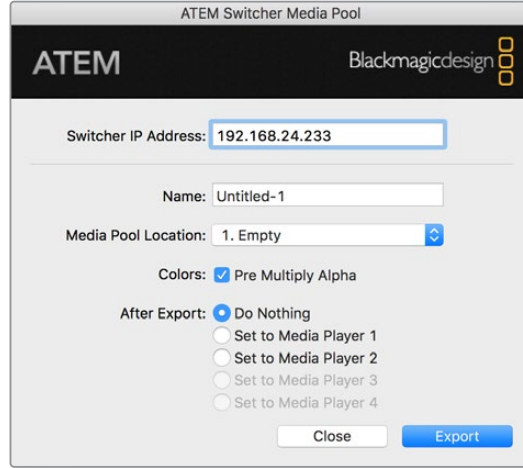 ATEM Switcher Media Pool
ATEM
Blackmagicdesign
Switcher IP Address: 192.168.24.233
Name: Untitled-1
Media Pool Location: 1. Empty
Colors: Pre Multiply Alpha
After Export: Do Nothing
Set to Media Player 1
Set to Media Player 2
Set to Media Player 3
Set to Media Player 4
Close Export